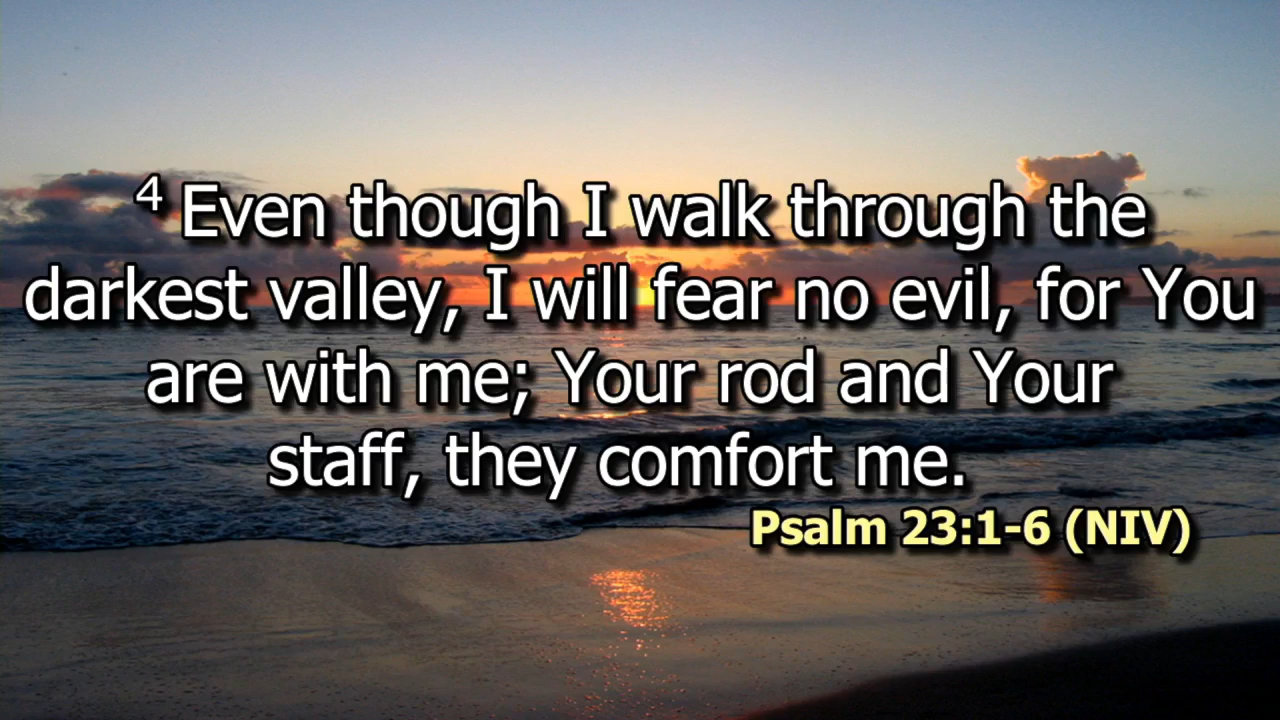 4 Even though I walk through the
darkest valley, I will fear no evil, for You
are with me; Your rod and Your
staff, they comfort me.
Psalm 23:1-6 (NIV)